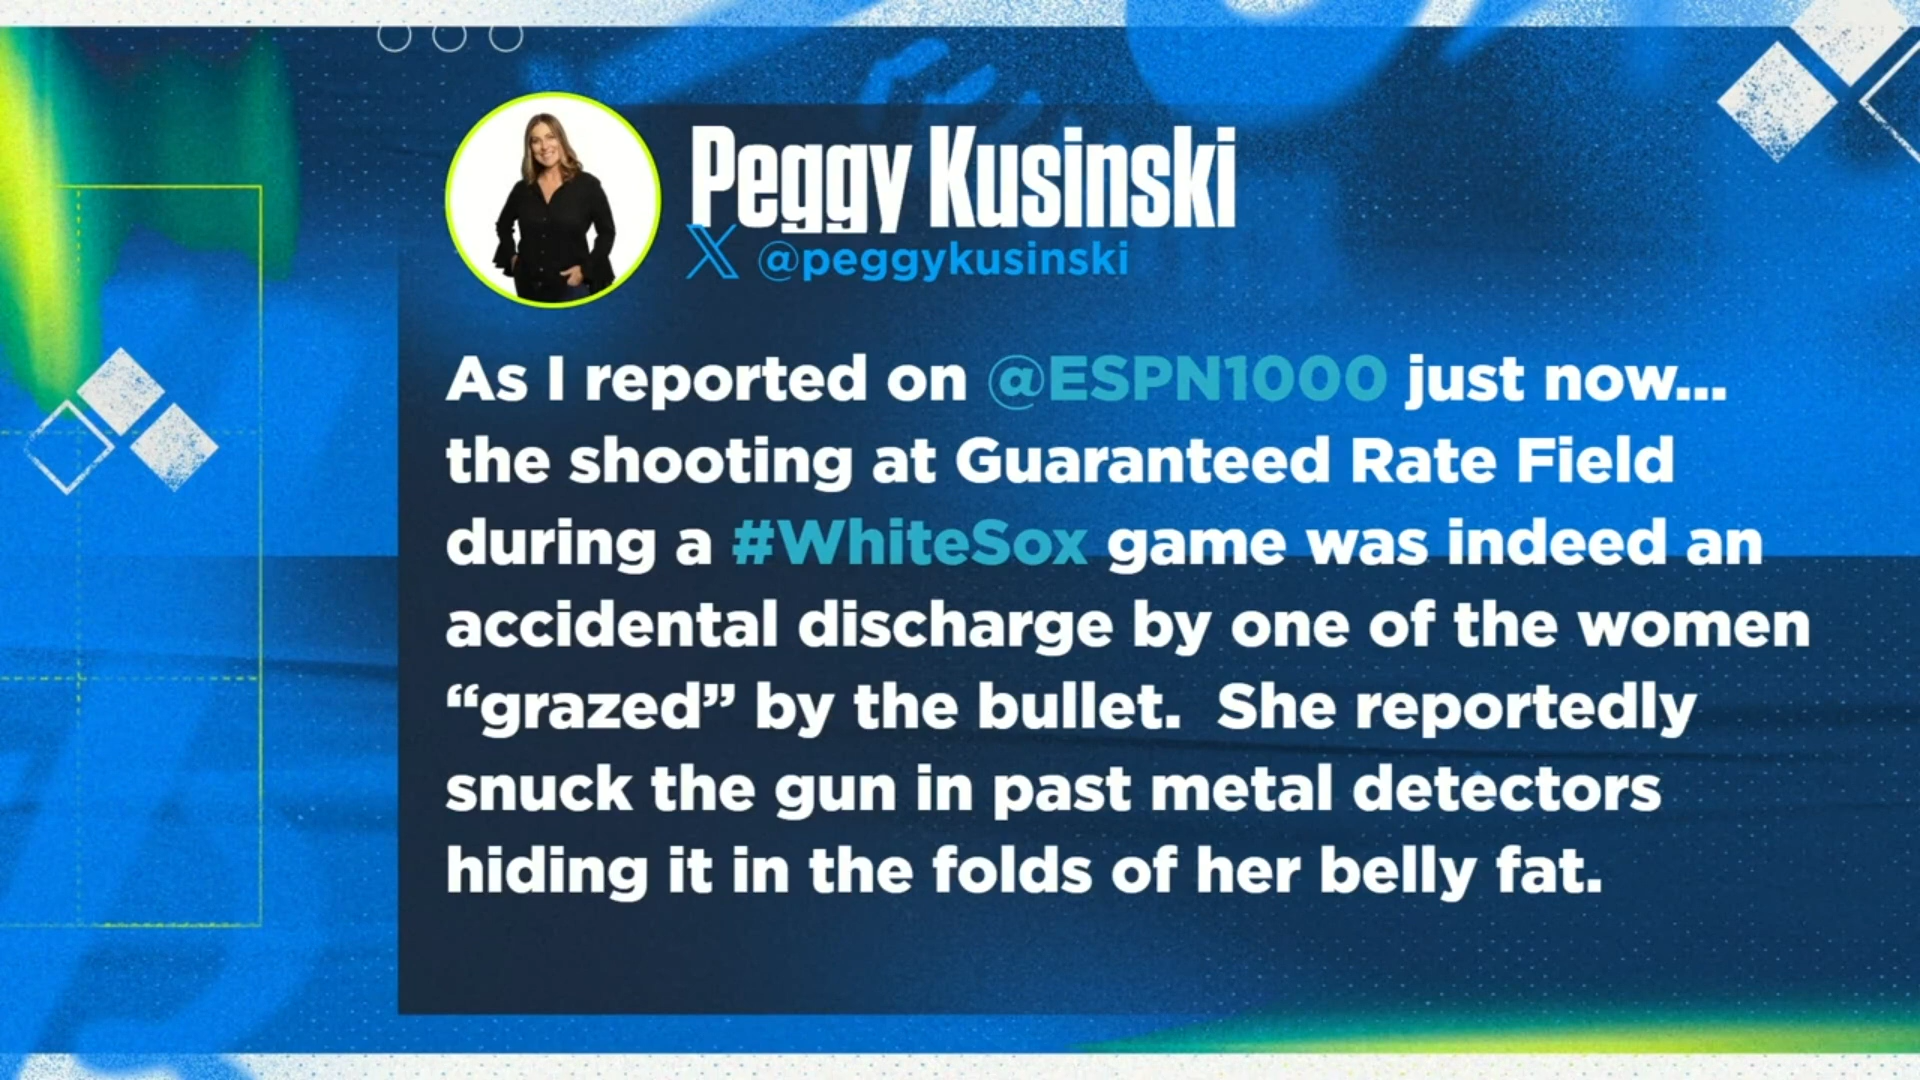 Peggy Kusinski
X @peggykusinski
As I reported on @ESPN1000 just now...
the shooting at Guaranteed Rate Field
during a #WhiteSox game was indeed an
accidental discharge by one of the women
“grazed” by the bullet.  She reportedly
snuck the gun in past metal detectors
hiding it in the folds of her belly fat.